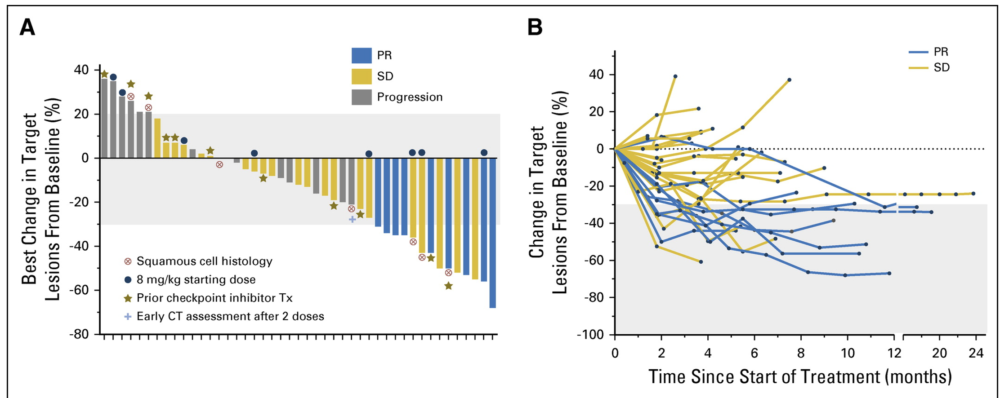 A
Best Change in Target
Lesions From Baseline (%)
40
20
0
-20
-40
-60
-80
PR
SD
Progression
Squamous cell histology
8 mg/kg starting dose
Prior checkpoint inhibitor Tx
Early CT assessment after 2 doses
B
Change in Target
Lesions From Baseline (%)
40
20
0
-20
-40
-60
-80
-100
PR
SD
0 2 4 6 8 10 12 20 24
Time Since Start of Treatment (months)